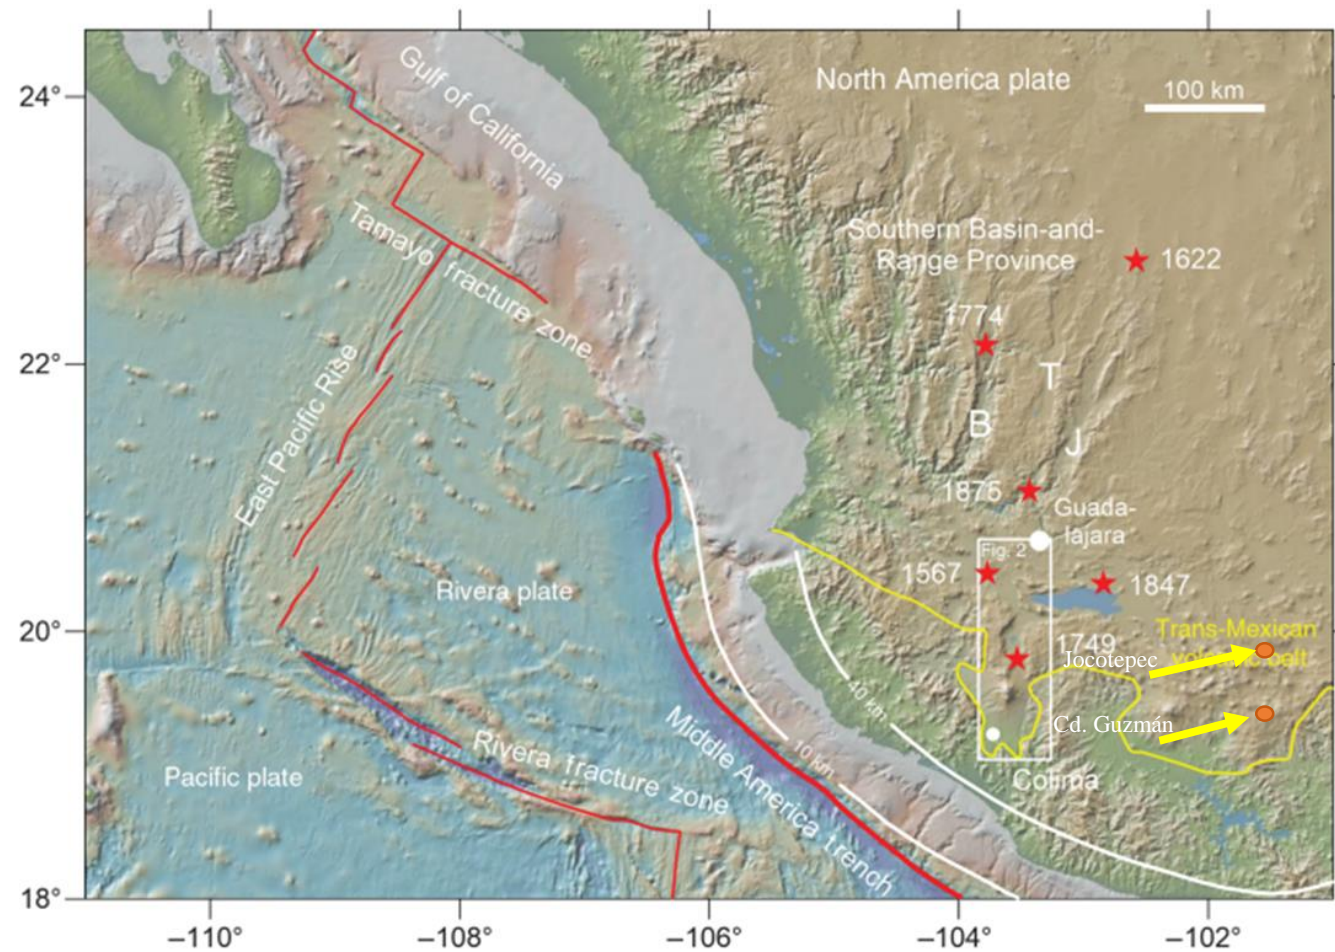 24°
22°
20°
18°
Gulf of California
North America plate
100 km
Tamayo fracture zone
Southern Basin-and-
Range Province
1622
1774
T
B
J
East Pacific Rise
1875
Guada-
lajara
Fig. 2
1567
1847
Rivera plate
Trans-Mexican
volcanic belt
1749
Jocotepec
40 km
Cd. Guzmán
Middle America trench
10 km
Rivera fracture zone
Pacific plate
Colima
−110°
−108°
−106°
−104°
−102°